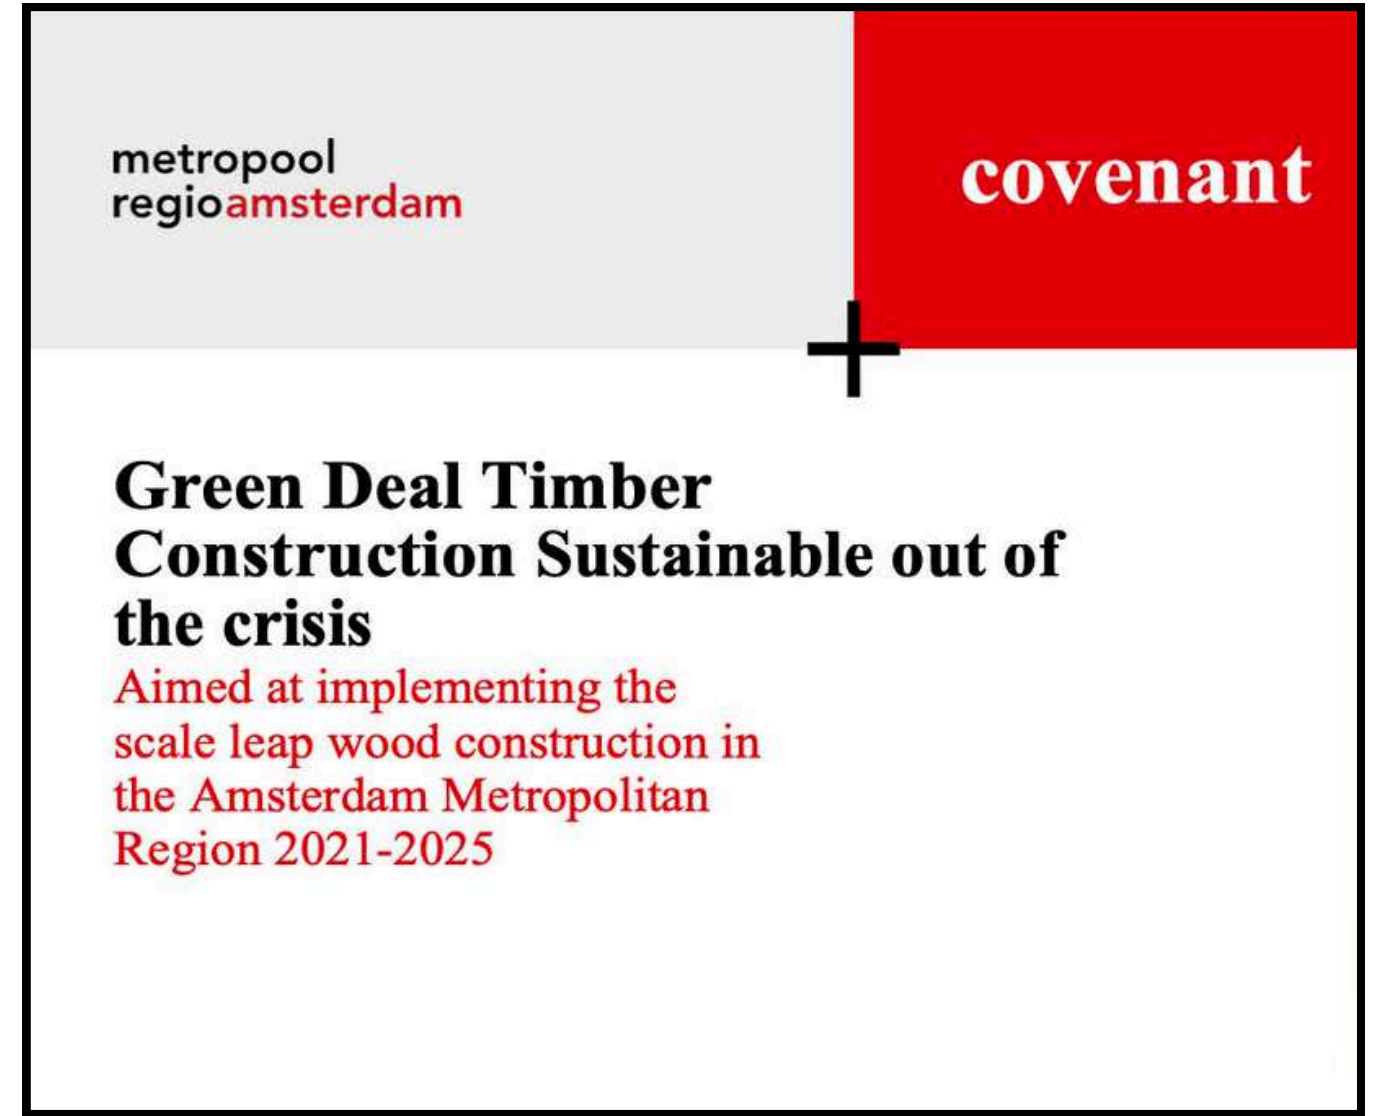 metropool
regioamsterdam
covenant
Green Deal Timber
Construction Sustainable out of
the crisis
Aimed at implementing the
scale leap wood construction in
the Amsterdam Metropolitan
Region 2021-2025